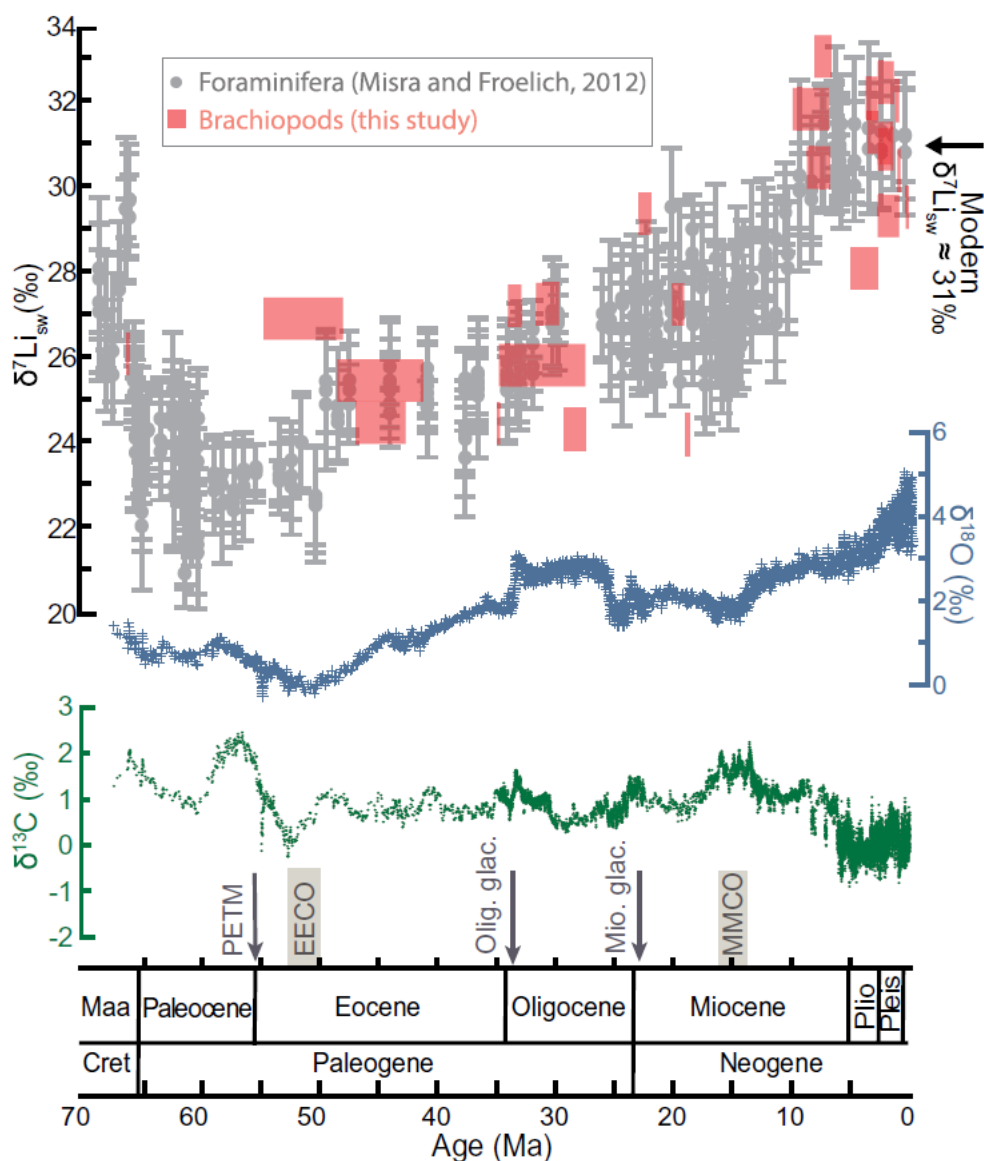 34
32
30
28
26
24
22
20
δ⁷Li_sw(‰)
Foraminifera (Misra and Froelich, 2012)
Brachiopods (this study)
Modern
δ⁷Li_sw ≈ 31‰
6
4
2
0
δ¹⁸O (‰)
3
2
1
0
-1
-2
δ¹³C (‰)
PETM
EECO
Olig. glac.
Mio. glac.
MMCO
Maa Paleocene Eocene Oligocene Miocene Plio Pleis
Cret Paleogene Neogene
70 60 50 40 30 20 10 0
Age (Ma)